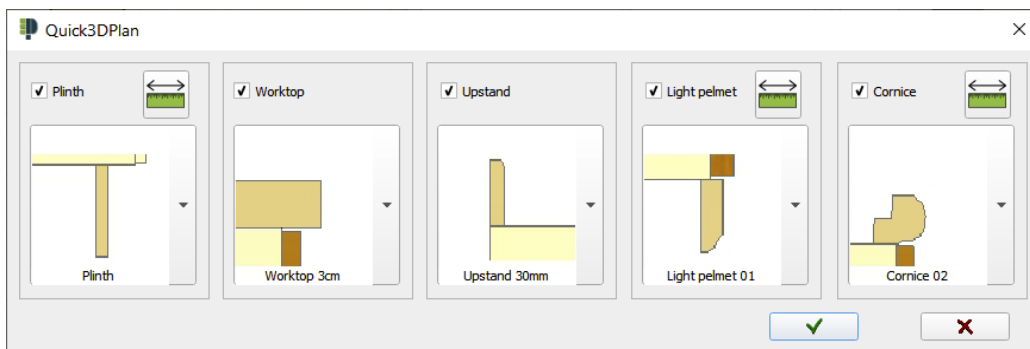 Quick3DPlan
Plinth
Worktop
Upstand
Light pelmet
Cornice
Plinth
Worktop 3cm
Upstand 30mm
Light pelmet 01
Cornice 02